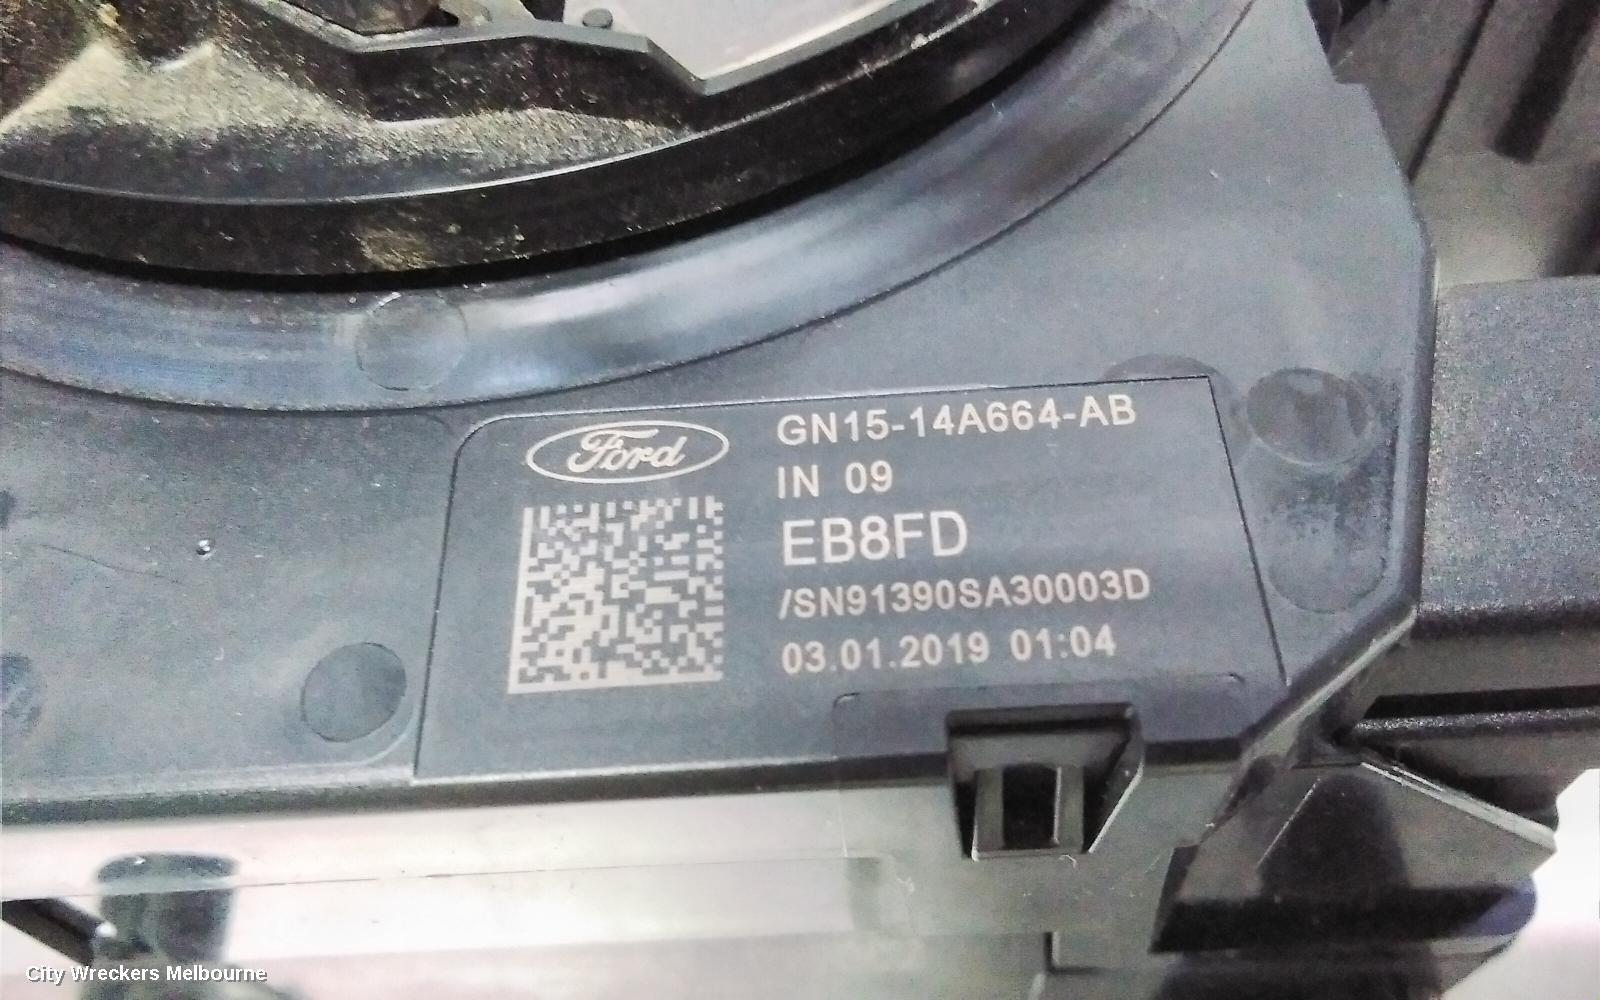 Ford
GN15-14A664-AB
IN 09
EB8FD
/SN91390SA30003D
03.01.2019 01:04
City Wreckers Melbourne